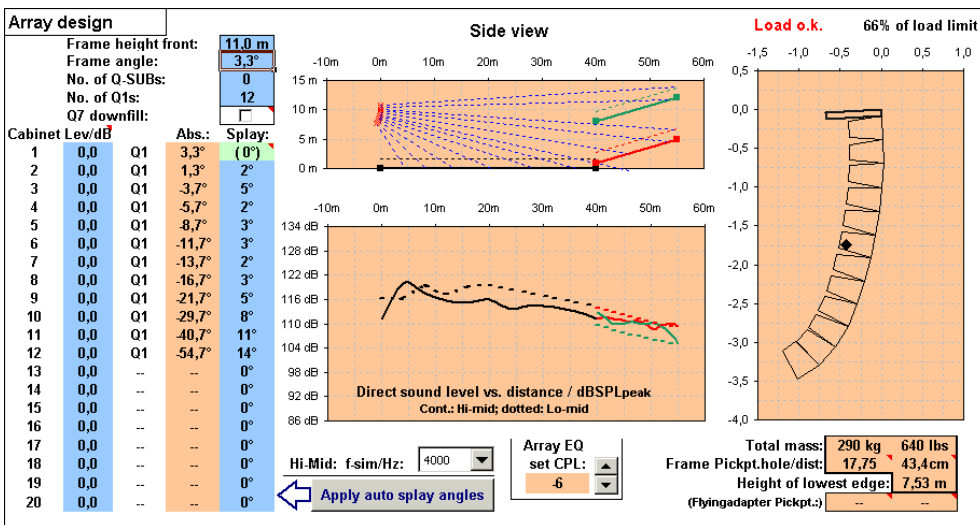 Array design
Side view
Load o.k. 66% of load limit
Frame height front: 11,0 m
Frame angle: 3,3°
No. of Q-SUBs: 0
No. of Q1s: 12
Q7 downfill:
Cabinet Lev/dB Abs.: Splay:
1 0,0 Q1 3,3° ( 0°)
2 0,0 Q1 1,3° 2°
3 0,0 Q1 -3,7° 5°
4 0,0 Q1 -5,7° 2°
5 0,0 Q1 -8,7° 3°
6 0,0 Q1 -11,7° 3°
7 0,0 Q1 -13,7° 2°
8 0,0 Q1 -16,7° 3°
9 0,0 Q1 -21,7° 5°
10 0,0 Q1 -29,7° 8°
11 0,0 Q1 -40,7° 11°
12 0,0 Q1 -54,7° 14°
13 0,0 -- -- 0°
14 0,0 -- -- 0°
15 0,0 -- -- 0°
16 0,0 -- -- 0°
17 0,0 -- -- 0°
18 0,0 -- -- 0°
19 0,0 -- -- 0°
20 0,0 -- -- 0°
-10m 0m 10m 20m 30m 40m 50m 60m
15 m
10 m
5 m
0 m
-10m 0m 10m 20m 30m 40m 50m 60m
134 dB
128 dB
122 dB
116 dB
110 dB
104 dB
98 dB
92 dB
86 dB
Direct sound level vs. distance / dBSPLpeak
Cont.: Hi-mid; dotted: Lo-mid
-1,5 -1,0 -0,5 0,0 0,5
0,5
0,0
-0,5
-1,0
-1,5
-2,0
-2,5
-3,0
-3,5
-4,0
Hi-Mid: f-sim/Hz: 4000
Apply auto splay angles
Array EQ
set CPL:
-6
Total mass: 290 kg 640 lbs
Frame Pickpt.hole/dist: 17,75 43,4cm
Height of lowest edge: 7,53 m
(Flyingadapter Pickpt.:) -- --